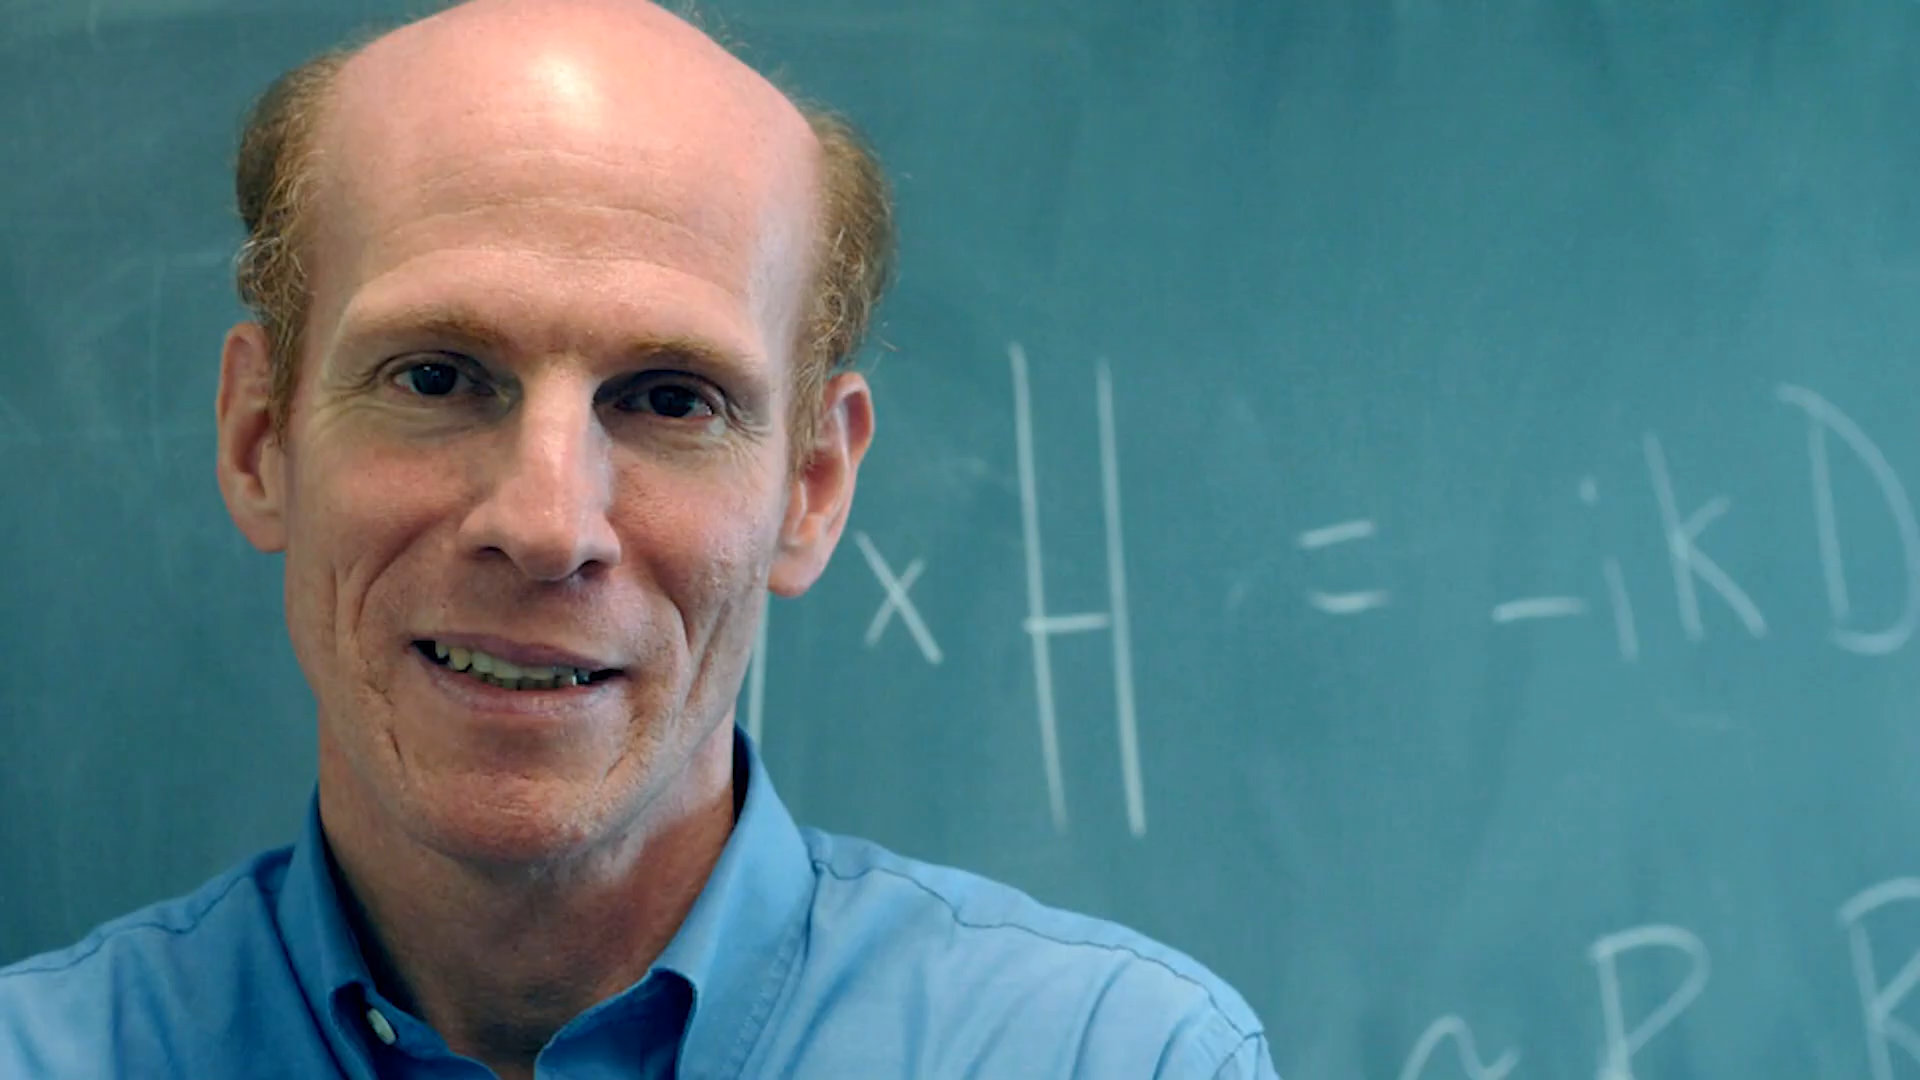 x H = -ikD
~ P R